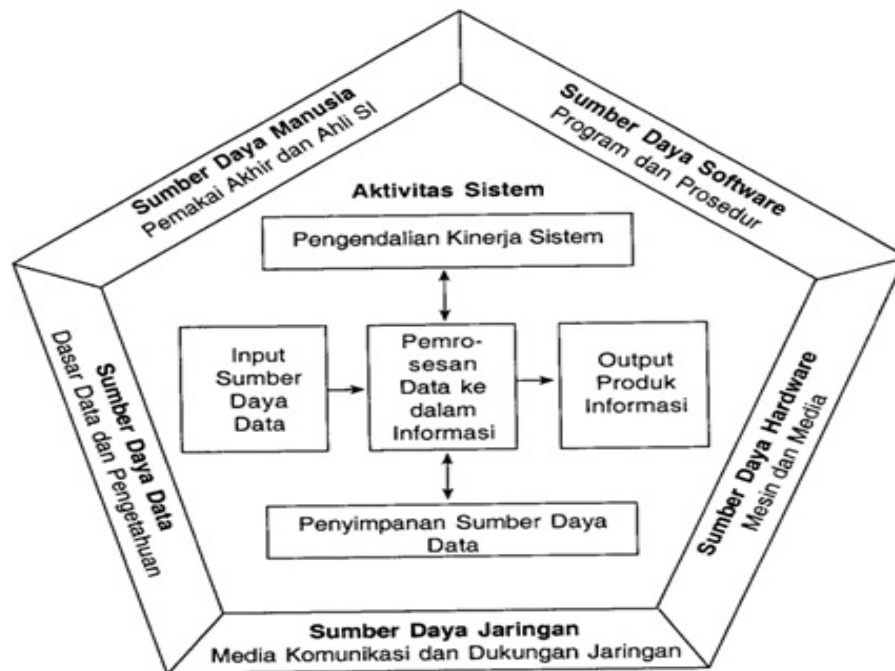 Sumber Daya Manusia
Pemakai Akhir dan Ahli SI
Sumber Daya Software
Program dan Prosedur
Aktivitas Sistem
Pengendalian Kinerja Sistem
Input
Sumber
Daya
Data
Pemro-
sesan
Data ke
dalam
Informasi
Output
Produk
Informasi
Penyimpanan Sumber Daya
Data
Sumber Daya Data
Dasar Data dan Pengetahuan
Sumber Daya Hardware
Mesin dan Media
Sumber Daya Jaringan
Media Komunikasi dan Dukungan Jaringan